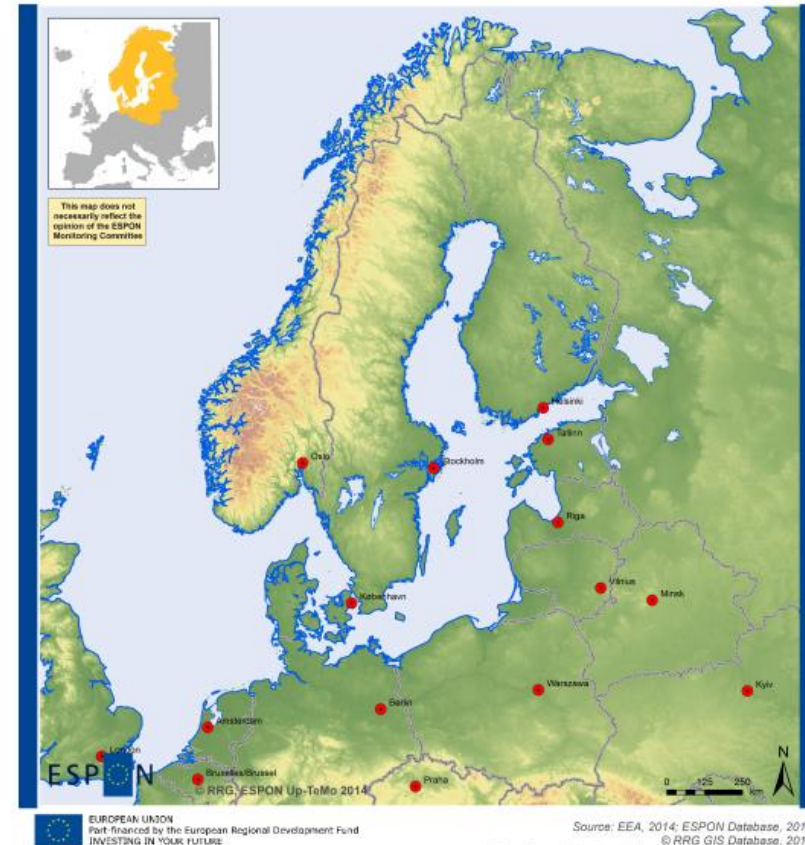 This map does not
necessarily reflect the
opinion of the ESPON
Monitoring Committee
Helsinki
Tallinn
Oslo
Stockholm
Riga
Vilnius
Minsk
København
Warszawa
Kyiv
Berlin
Amsterdam
London
ESPON
Bruxelles/Brussel
Praha
© RRG, ESPON Up-TeMo 2014
N
0 125 250
km
EUROPEAN UNION
Part-financed by the European Regional Development Fund
INVESTING IN YOUR FUTURE
Source: EEA, 2014; ESPON Database, 201
© RRG GIS Database, 201